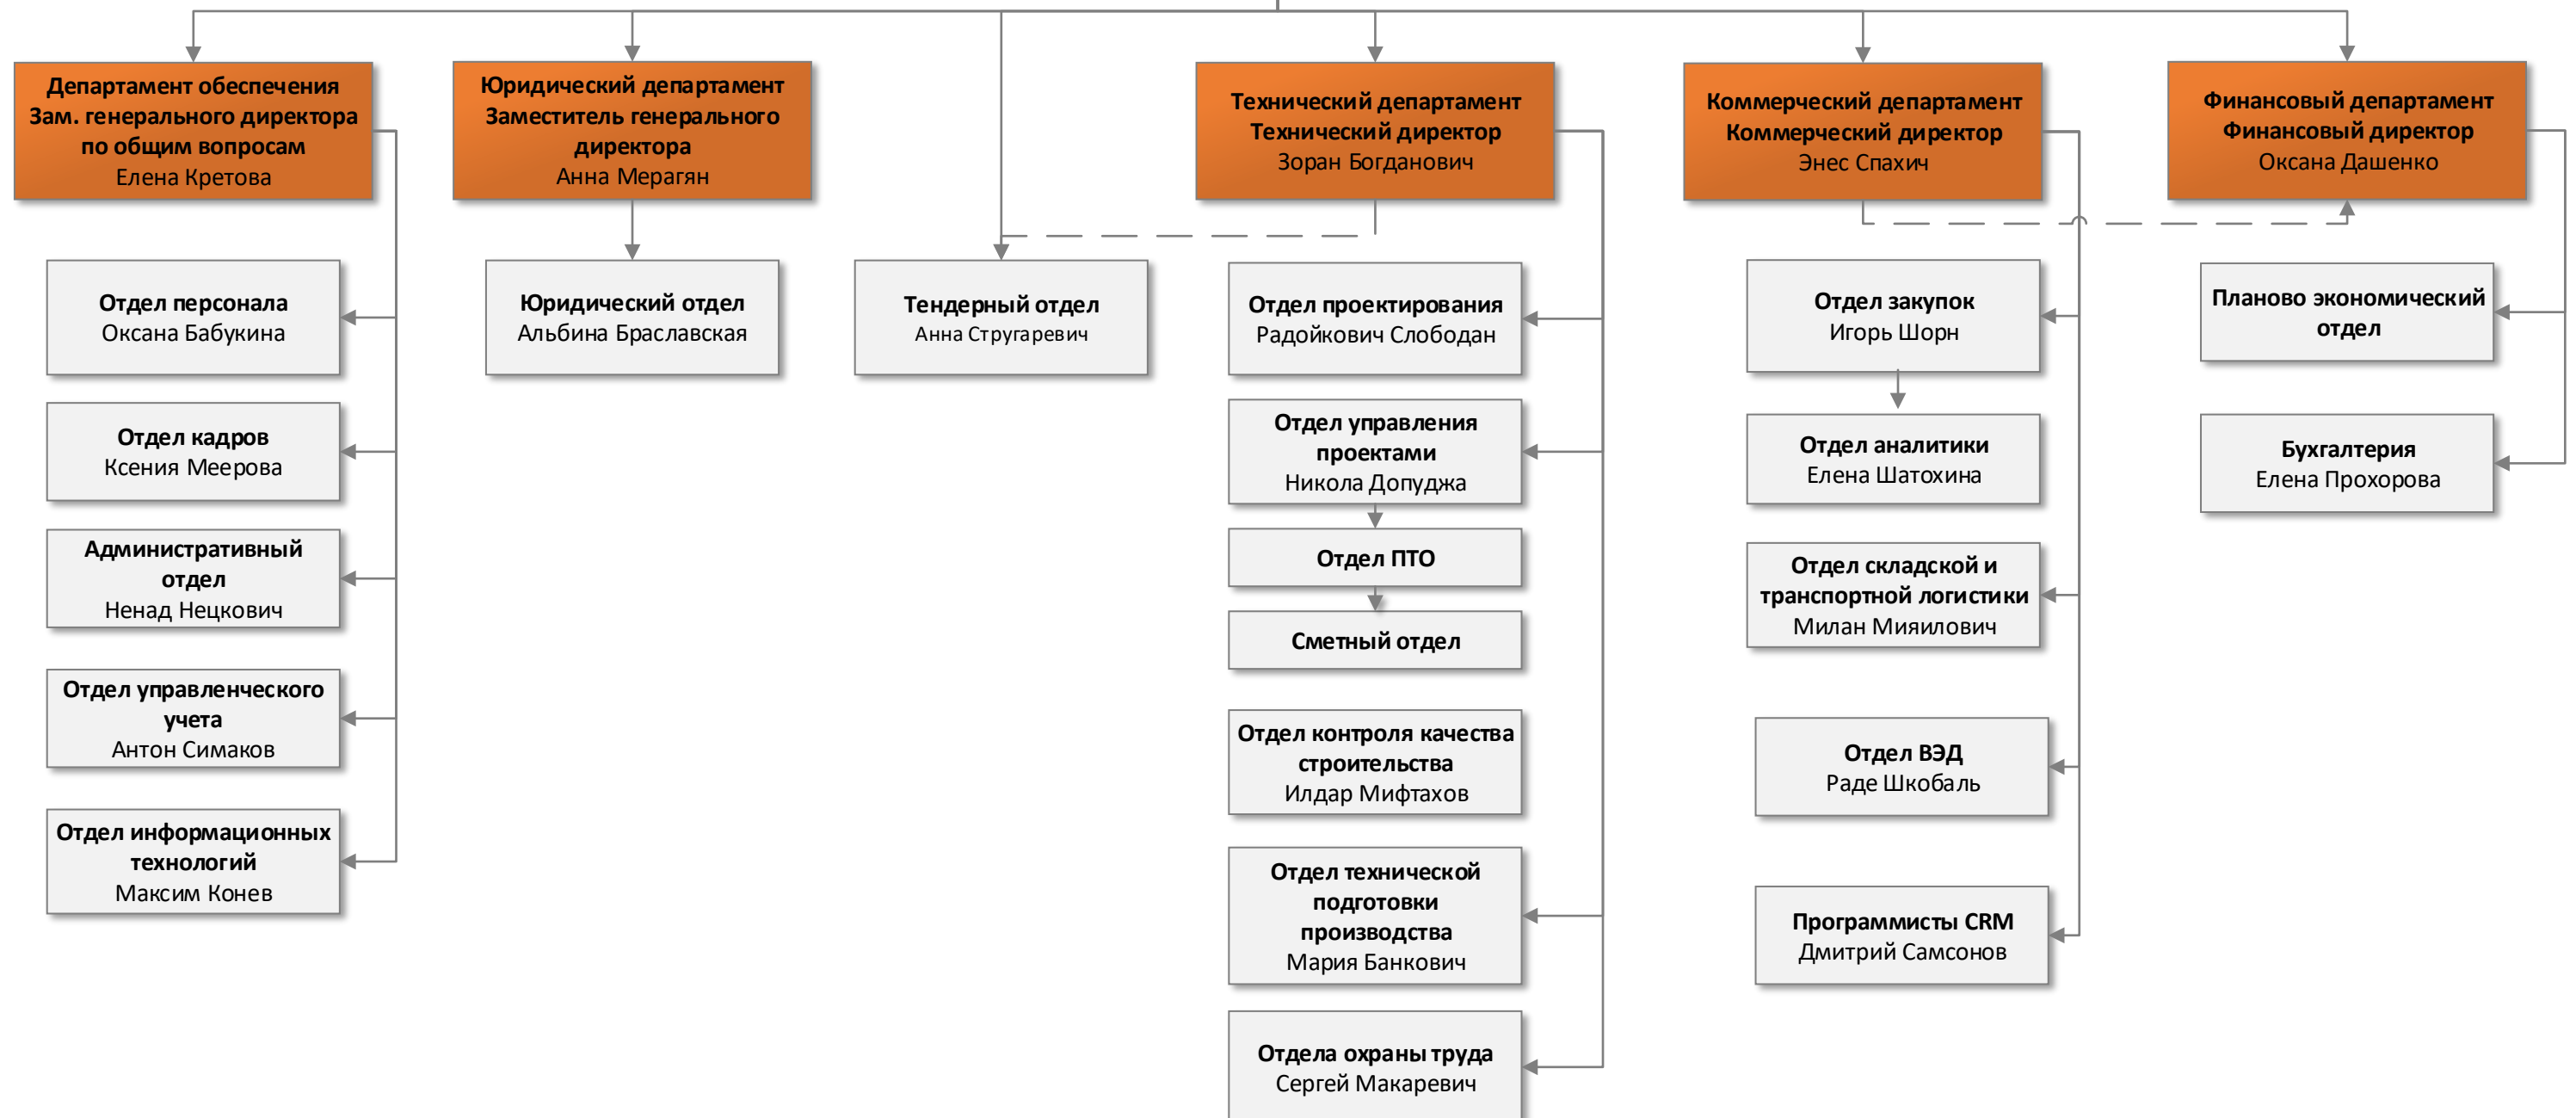 Департамент обеспечения
Зам. генерального директора
по общим вопросам
Елена Кретова
Юридический департамент
Заместитель генерального
директора
Анна Мерагян
Технический департамент
Технический директор
Зоран Богданович
Коммерческий департамент
Коммерческий директор
Энес Спахич
Финансовый департамент
Финансовый директор
Оксана Дашенко
Отдел персонала
Оксана Бабукина
Отдел кадров
Ксения Меерова
Административный
отдел
Ненад Нецкович
Отдел управленческого
учета
Антон Симаков
Отдел информационных
технологий
Максим Конев
Юридический отдел
Альбина Браславская
Тендерный отдел
Анна Стругаревич
Отдел проектирования
Радойкович Слободан
Отдел управления
проектами
Никола Допуджа
Отдел ПТО
Сметный отдел
Отдел контроля качества
строительства
Илдар Мифтахов
Отдел технической
подготовки
производства
Мария Банкович
Отдела охраны труда
Сергей Макаревич
Отдел закупок
Игорь Шорн
Отдел аналитики
Елена Шатохина
Отдел складской и
транспортной логистики
Милан Мияилович
Отдел ВЭД
Раде Шкобаль
Программисты CRM
Дмитрий Самсонов
Планово экономический
отдел
Бухгалтерия
Елена Прохорова